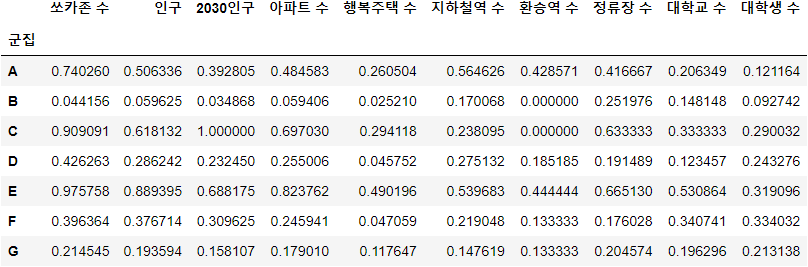 쏘카존 수 인구 2030인구 아파트 수 행복주택 수 지하철역 수 환승역 수 정류장 수 대학교 수 대학생 수
군집
A 0.740260 0.506336 0.392805 0.484583 0.260504 0.564626 0.428571 0.416667 0.206349 0.121164
B 0.044156 0.059625 0.034868 0.059406 0.025210 0.170068 0.000000 0.251976 0.148148 0.092742
C 0.909091 0.618132 1.000000 0.697030 0.294118 0.238095 0.000000 0.633333 0.333333 0.290032
D 0.426263 0.286242 0.232450 0.255006 0.045752 0.275132 0.185185 0.191489 0.123457 0.243276
E 0.975758 0.889395 0.688175 0.823762 0.490196 0.539683 0.444444 0.665130 0.530864 0.319096
F 0.396364 0.376714 0.309625 0.245941 0.047059 0.219048 0.133333 0.176028 0.340741 0.334032
G 0.214545 0.193594 0.158107 0.179010 0.117647 0.147619 0.133333 0.204574 0.196296 0.213138